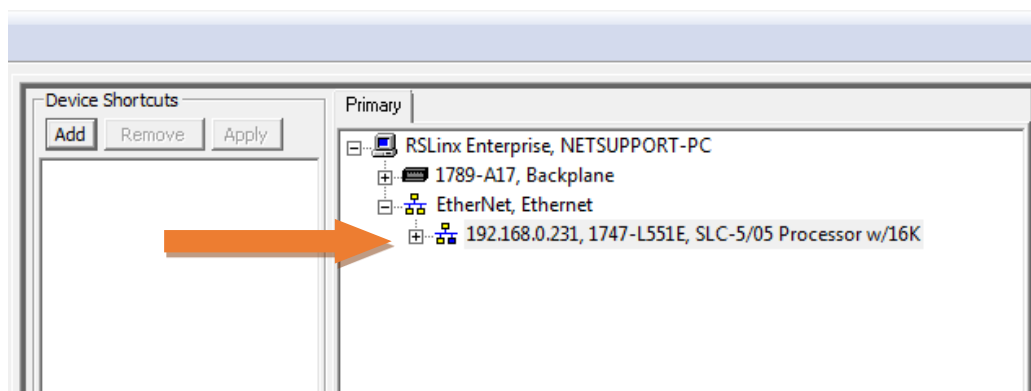 Device Shortcuts
Add Remove Apply
Primary
RSLinx Enterprise, NETSUPPORT-PC
1789-A17, Backplane
EtherNet, Ethernet
192.168.0.231, 1747-L551E, SLC-5/05 Processor w/16K